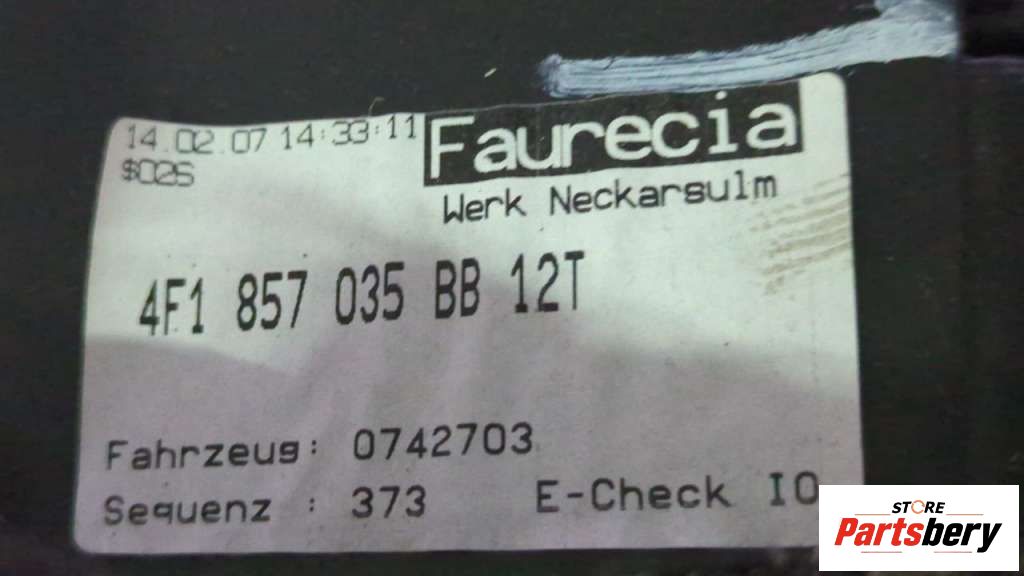 14.02.07 14:33:11
$026
Faurecia
Werk Neckarsulm
4F1 857 035 BB 12T
Fahrzeug: 0742703
Sequenz : 373
E-Check IO
STORE
Partsbery